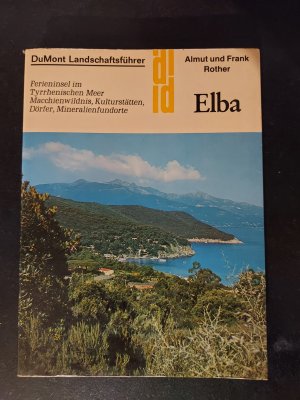 DuMont Landschaftsführer
Almut und Frank
Rother
Ferieninsel im
Tyrrhenischen Meer
Macchienwildnis, Kulturstätten,
Dörfer, Mineralienfundorte
Elba